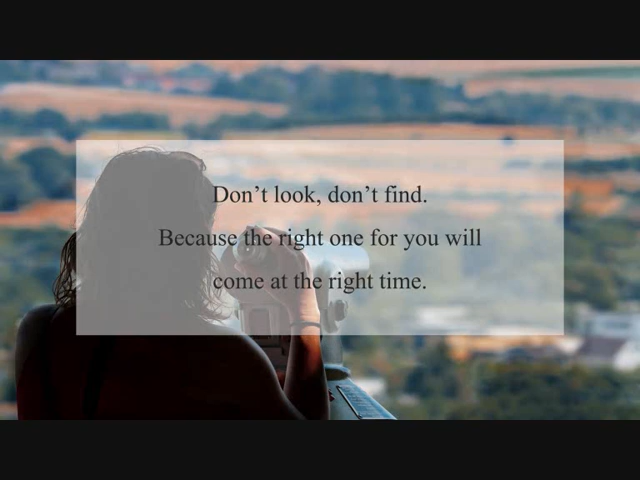 Don’t look, don’t find.
Because the right one for you will
come at the right time.